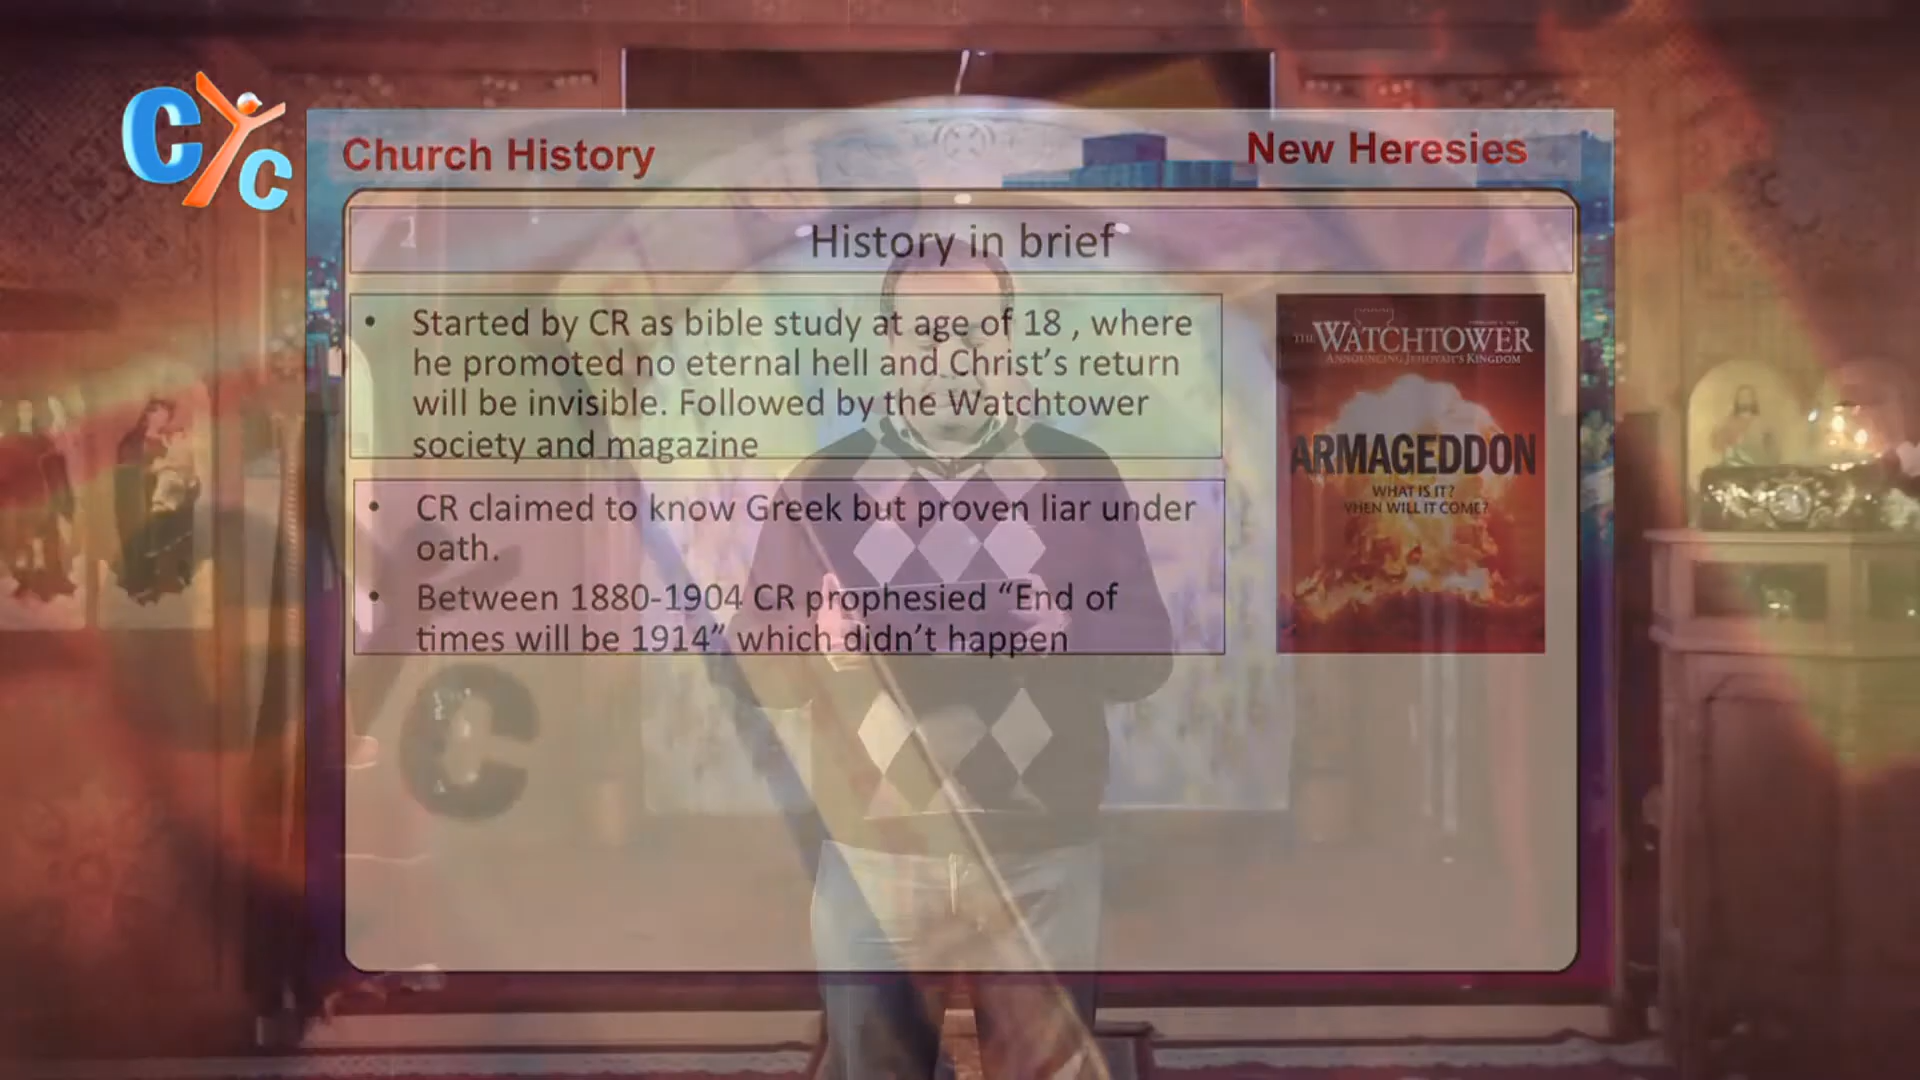 CYC
Church History
New Heresies
History in brief
• Started by CR as bible study at age of 18 , where
he promoted no eternal hell and Christ's return
will be invisible. Followed by the Watchtower
society and magazine
• CR claimed to know Greek but proven liar under
oath.
• Between 1880-1904 CR prophesied “End of
times will be 1914” which didn't happen
THE WATCHTOWER
ANNOUNCING JEHOVAH'S KINGDOM
ARMAGEDDON
WHAT IS IT?
WHEN WILL IT COME?
C